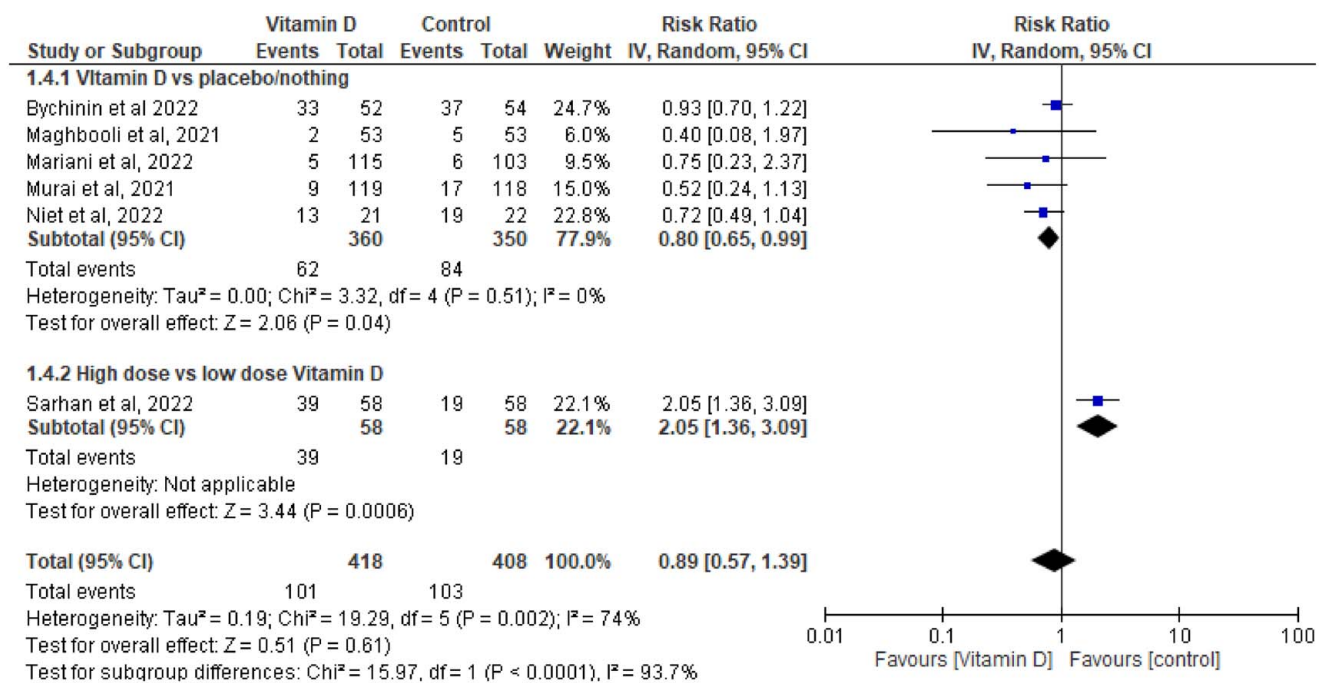 Vitamin D Control Risk Ratio Risk Ratio
Study or Subgroup Events Total Events Total Weight IV, Random, 95% CI IV, Random, 95% CI
1.4.1 VItamin D vs placebo/nothing
Bychinin et al 2022 33 52 37 54 24.7% 0.93 [0.70, 1.22]
Maghbooli et al, 2021 2 53 5 53 6.0% 0.40 [0.08, 1.97]
Mariani et al, 2022 5 115 6 103 9.5% 0.75 [0.23, 2.37]
Murai et al, 2021 9 119 17 118 15.0% 0.52 [0.24, 1.13]
Niet et al, 2022 13 21 19 22 22.8% 0.72 [0.49, 1.04]
Subtotal (95% CI) 360 350 77.9% 0.80 [0.65, 0.99]
Total events 62 84
Heterogeneity: Tau² = 0.00; Chi² = 3.32, df = 4 (P = 0.51); I² = 0%
Test for overall effect: Z = 2.06 (P = 0.04)
1.4.2 High dose vs low dose Vitamin D
Sarhan et al, 2022 39 58 19 58 22.1% 2.05 [1.36, 3.09]
Subtotal (95% CI) 58 58 22.1% 2.05 [1.36, 3.09]
Total events 39 19
Heterogeneity: Not applicable
Test for overall effect: Z = 3.44 (P = 0.0006)
Total (95% CI) 418 408 100.0% 0.89 [0.57, 1.39]
Total events 101 103
Heterogeneity: Tau² = 0.19; Chi² = 19.29, df = 5 (P = 0.002); I² = 74%
Test for overall effect: Z = 0.51 (P = 0.61)
Test for subgroup differences: Chi² = 15.97, df = 1 (P < 0.0001), I² = 93.7%
0.01 0.1 1 10 100
Favours [Vitamin D] Favours [control]